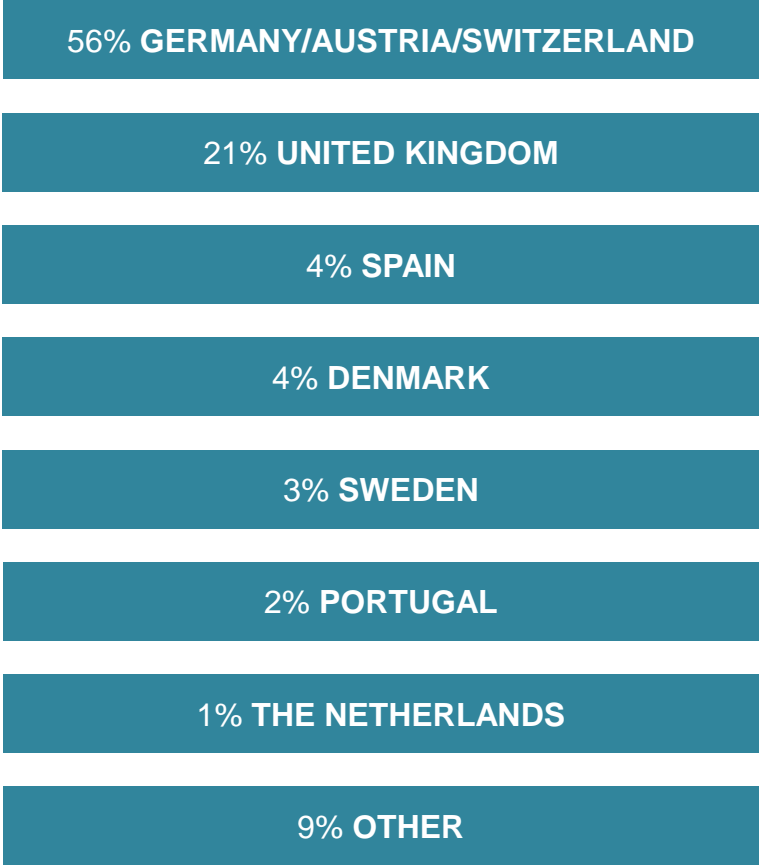 56% GERMANY/AUSTRIA/SWITZERLAND
21% UNITED KINGDOM
4% SPAIN
4% DENMARK
3% SWEDEN
2% PORTUGAL
1% THE NETHERLANDS
9% OTHER